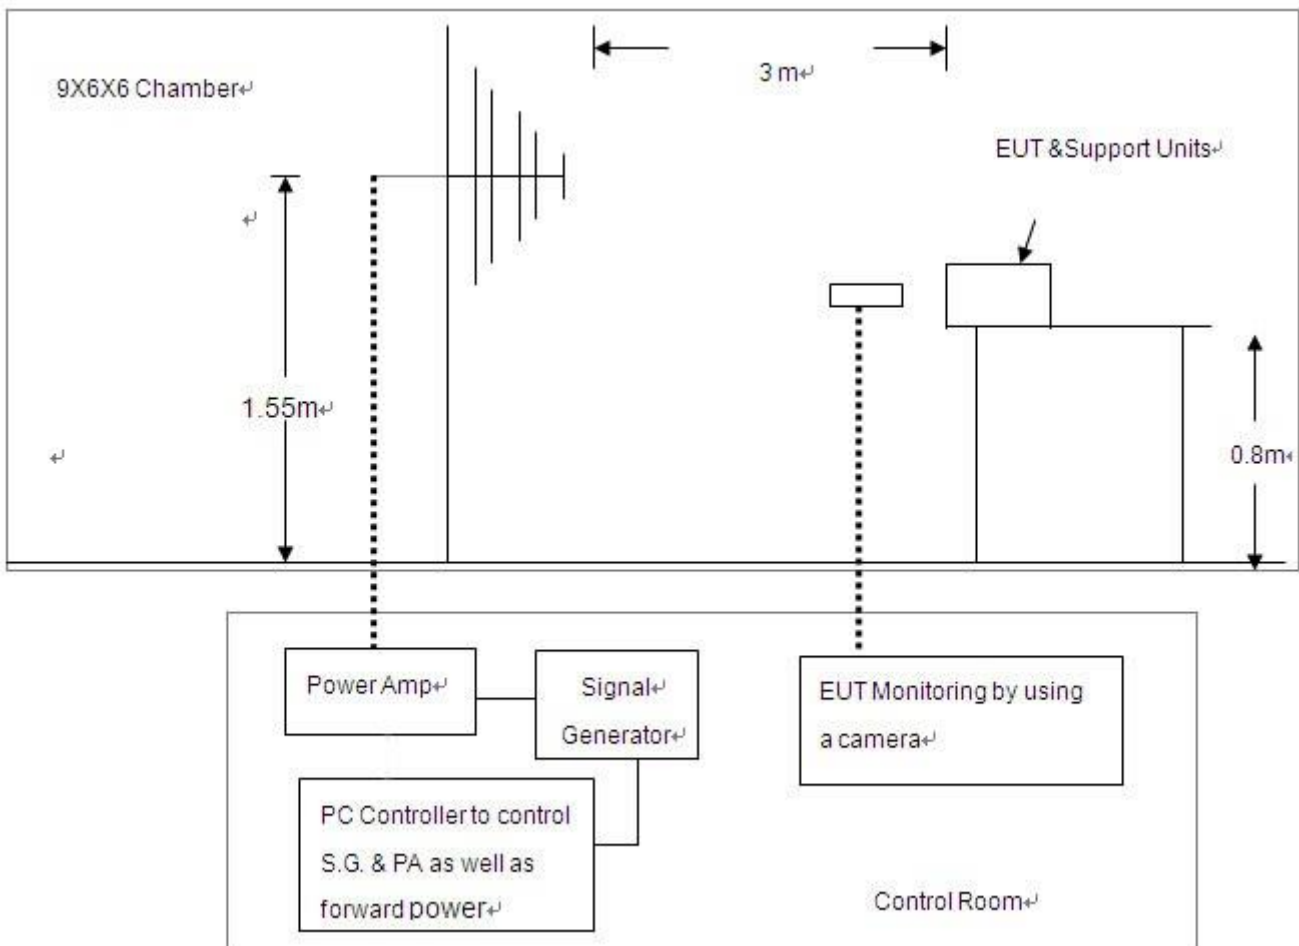 9X6X6 Chamber↵
3 m↵
EUT &Support Units↵
↵
1.55m↵
↵
0.8m
Power Amp↵
Signal↵
Generator↵
EUT Monitoring by using
a camera↵
PC Controller to control
S.G. & PA as well as
forward power↵
Control Room↵